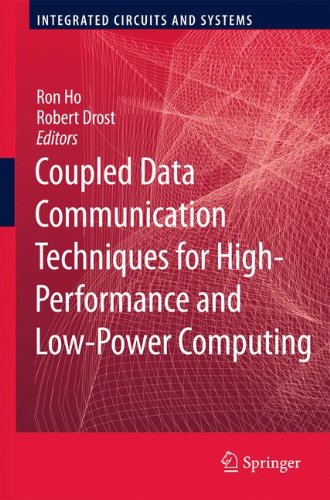 INTEGRATED CIRCUITS AND SYSTEMS
Ron Ho
Robert Drost
Editors
Coupled Data
Communication
Techniques for High-
Performance and
Low-Power Computing
Springer